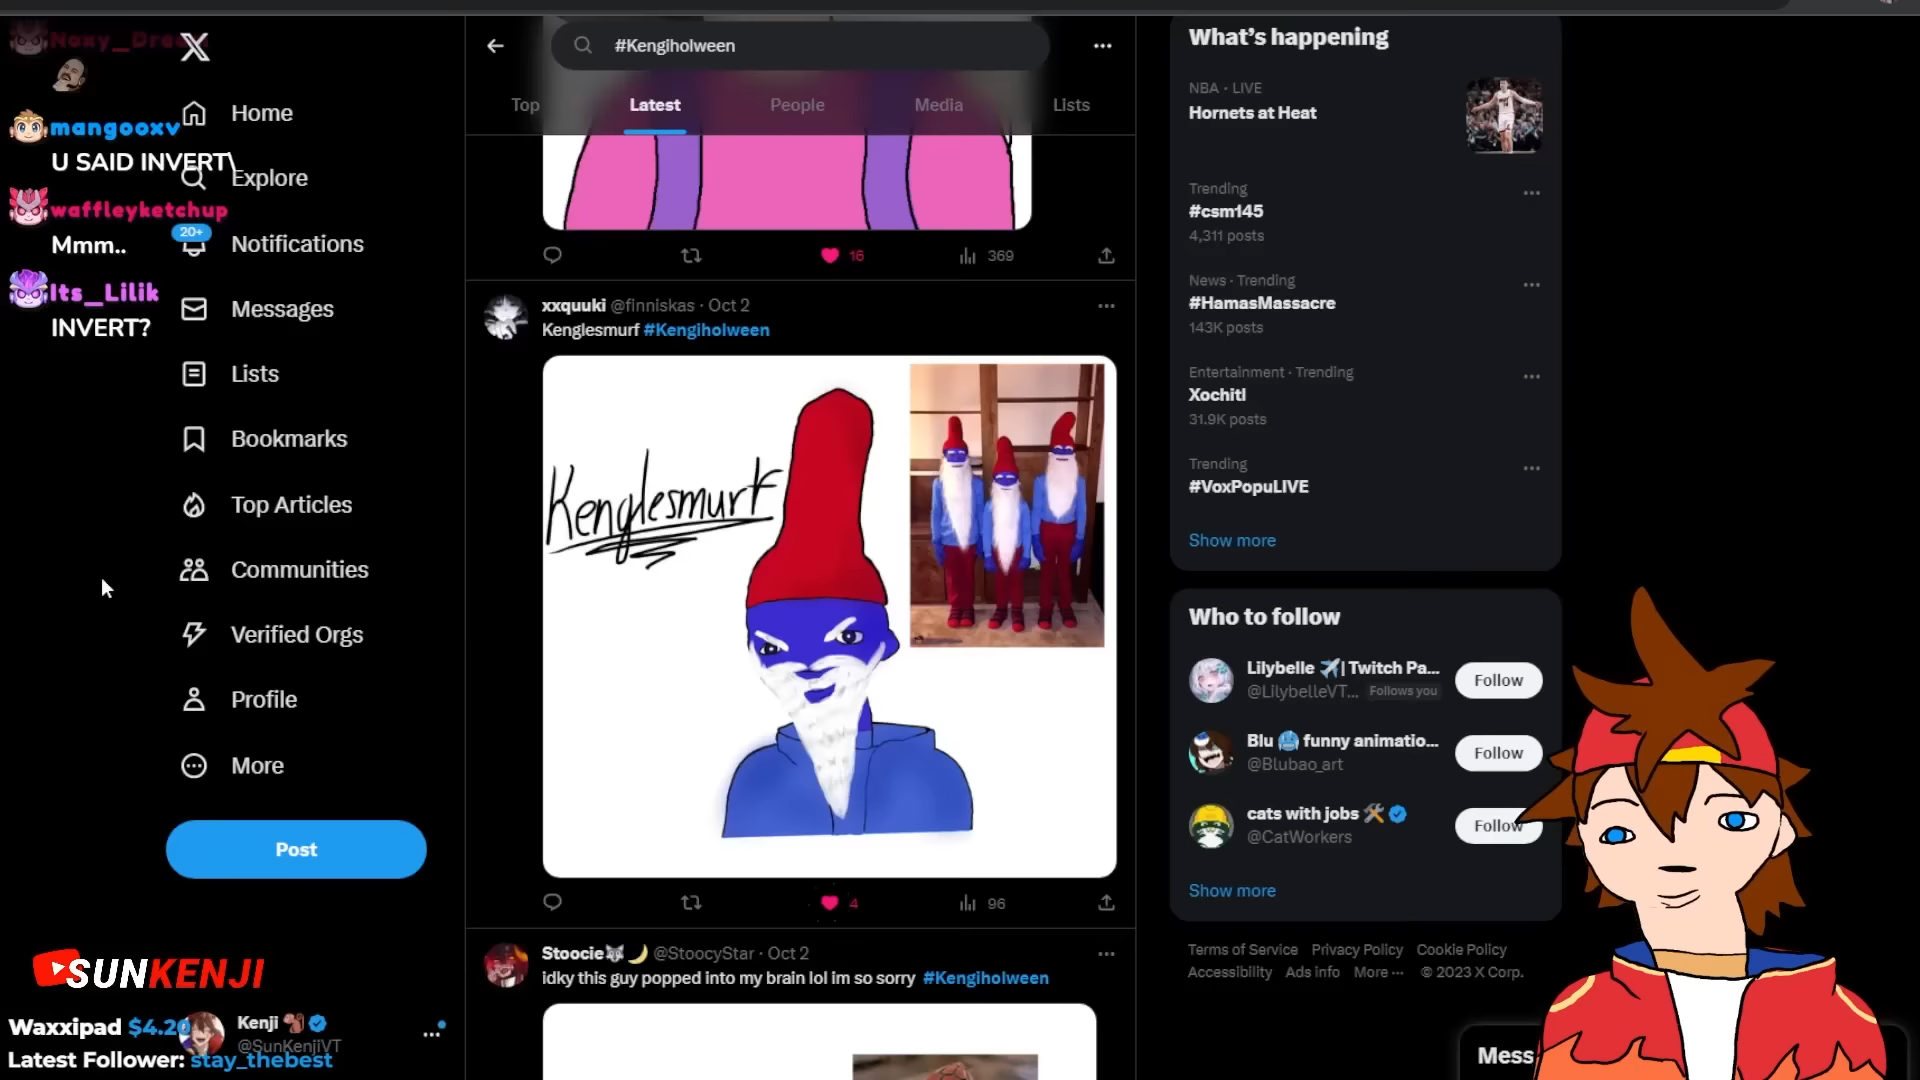 Noxy_Dre
mangooxv
U SAID INVERT\
waffleyketchup
Mmm..
Its_Lilik
INVERT?
Home
Explore
20+
Notifications
Messages
Lists
Bookmarks
Top Articles
Communities
Verified Orgs
Profile
More
Post
SUNKENJI
Waxxipad $4.20
Kenji
@SunKenjiVT
Latest Follower: stay_thebest
#Kengiholween
Top
Latest
People
Media
Lists
16
369
xxquuki @finniskas · Oct 2
Kenglesmurf #Kengiholween
Kenglesmurf
4
96
Stoocie @StoocyStar · Oct 2
idky this guy popped into my brain lol im so sorry #Kengiholween
What's happening
NBA · LIVE
Hornets at Heat
Trending
#csm145
4,311 posts
News · Trending
#HamasMassacre
143K posts
Entertainment · Trending
Xochitl
31.9K posts
Trending
#VoxPopuLIVE
Show more
Who to follow
Lilybelle ✈️| Twitch Pa...
@LilybelleVT... Follows you
Follow
Blu 🥶 funny animatio...
@Blubao_art
Follow
cats with jobs 🛠
@CatWorkers
Follow
Show more
Terms of Service Privacy Policy Cookie Policy
Accessibility Ads info More ··· © 2023 X Corp.
Mess